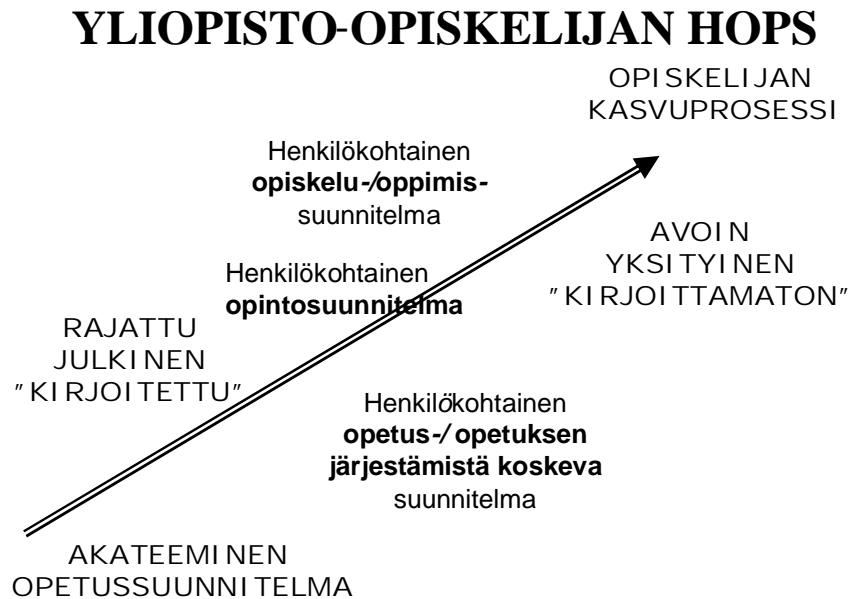 YLIOPISTO-OPISKELIJAN HOPS
OPISKELIJAN
KASVUPROSESSI
Henkilökohtainen
opiskelu-/oppimis-
suunnitelma
AVOIN
YKSITYINEN
"KIRJOITTAMATON"
Henkilökohtainen
opintosuunnitelma
RAJATTU
JULKINEN
"KIRJOITETTU"
Henkilökohtainen
opetus-/opetuksen
järjestämistä koskeva
suunnitelma
AKATEEMINEN
OPETUSSUUNNITELMA